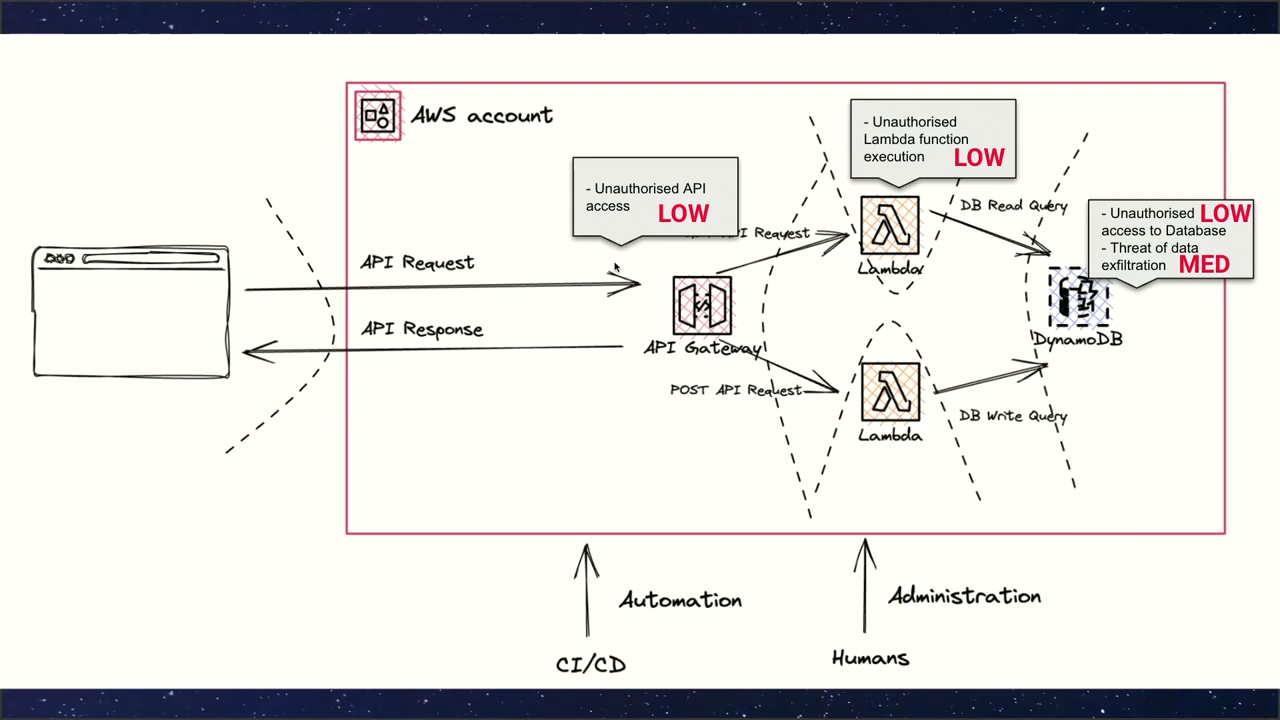 AWS account
- Unauthorised
Lambda function
execution LOW
- Unauthorised API
access LOW
DB Read Query
- Unauthorised LOW
access to Database
- Threat of data
exfiltration MED
API Request
API Request
Lambda
API Response
API Gateway
DynamoDB
POST API Request
DB Write Query
Lambda
Automation
Administration
CI/CD
Humans